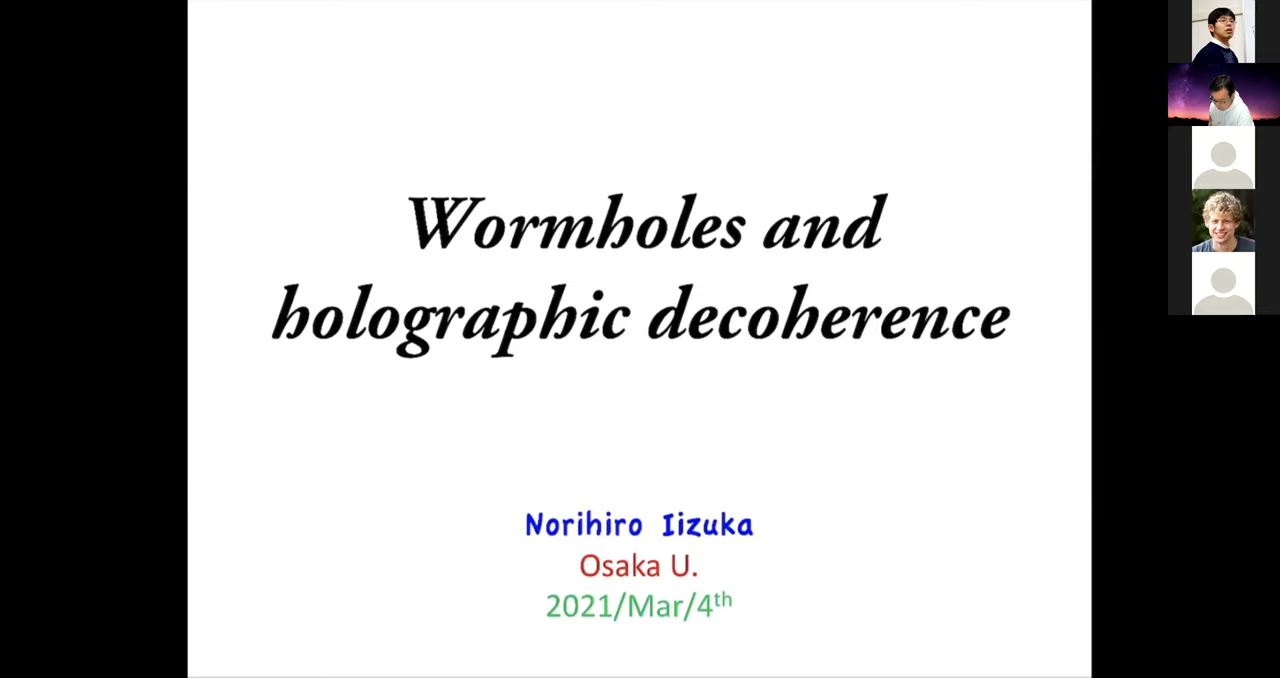 Wormholes and
holographic decoherence
Norihiro Iizuka
Osaka U.
2021/Mar/4th